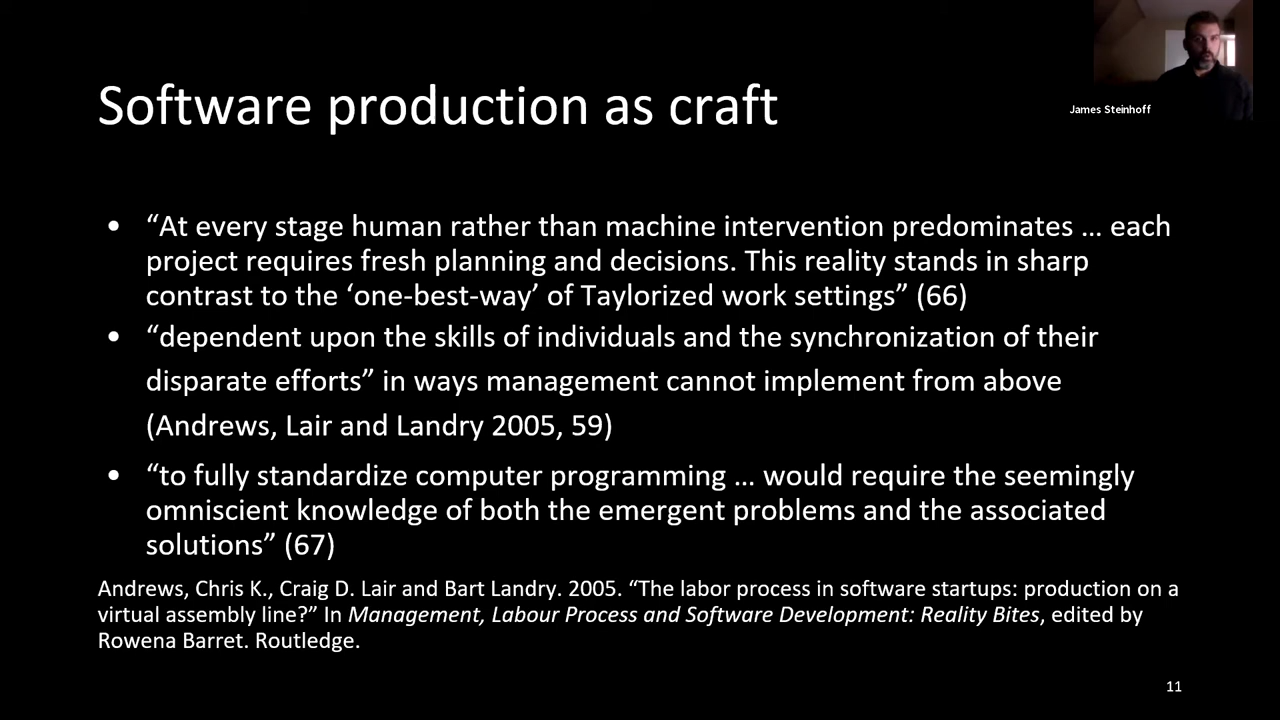 Software production as craft
James Steinhoff
• “At every stage human rather than machine intervention predominates … each
project requires fresh planning and decisions. This reality stands in sharp
contrast to the ‘one-best-way’ of Taylorized work settings” (66)
• “dependent upon the skills of individuals and the synchronization of their
disparate efforts” in ways management cannot implement from above
(Andrews, Lair and Landry 2005, 59)
• “to fully standardize computer programming … would require the seemingly
omniscient knowledge of both the emergent problems and the associated
solutions” (67)
Andrews, Chris K., Craig D. Lair and Bart Landry. 2005. “The labor process in software startups: production on a
virtual assembly line?” In Management, Labour Process and Software Development: Reality Bites, edited by
Rowena Barret. Routledge.
11